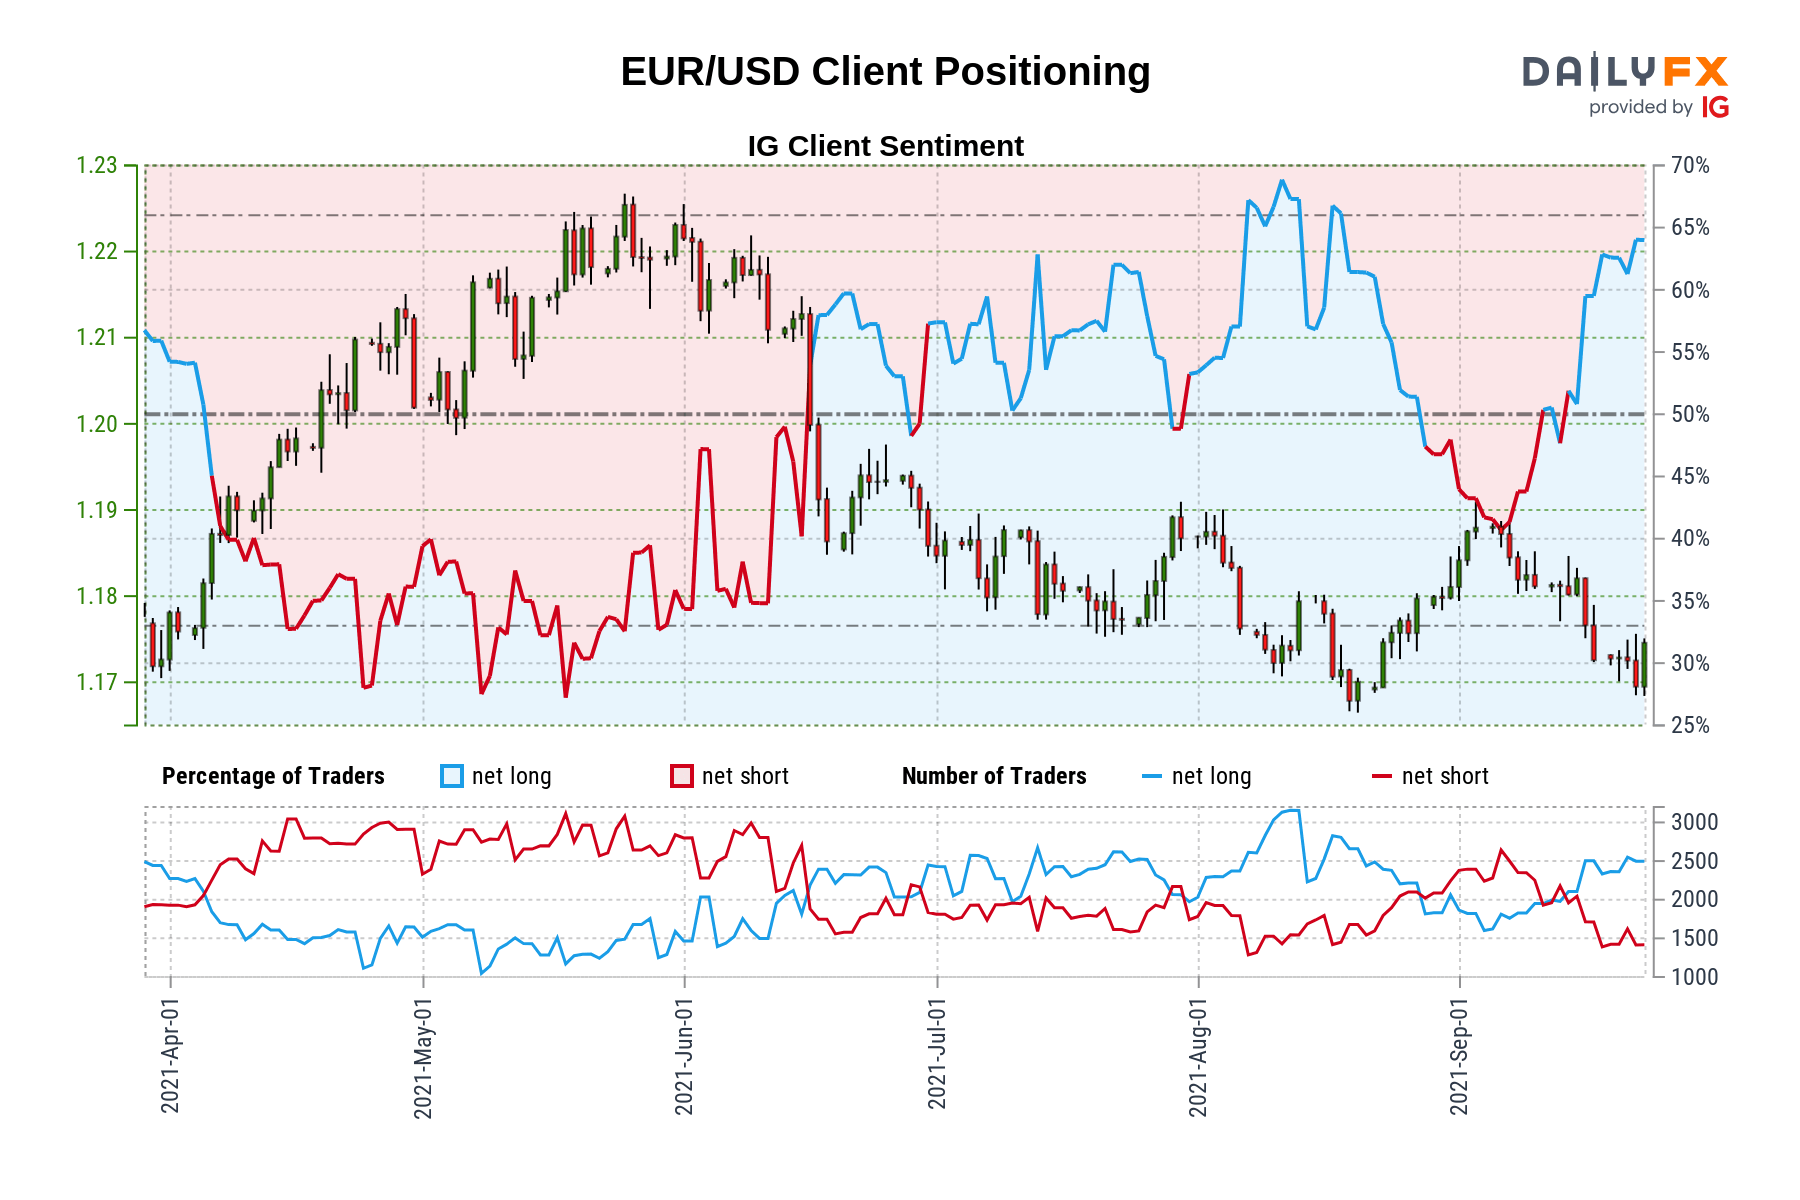 EUR/USD Client Positioning
DAILYFX
provided by IG
IG Client Sentiment
1.23
1.22
1.21
1.20
1.19
1.18
1.17
70%
65%
60%
55%
50%
45%
40%
35%
30%
25%
Percentage of Traders net long net short Number of Traders net long net short
3000
2500
2000
1500
1000
2021-Apr-01
2021-May-01
2021-Jun-01
2021-Jul-01
2021-Aug-01
2021-Sep-01